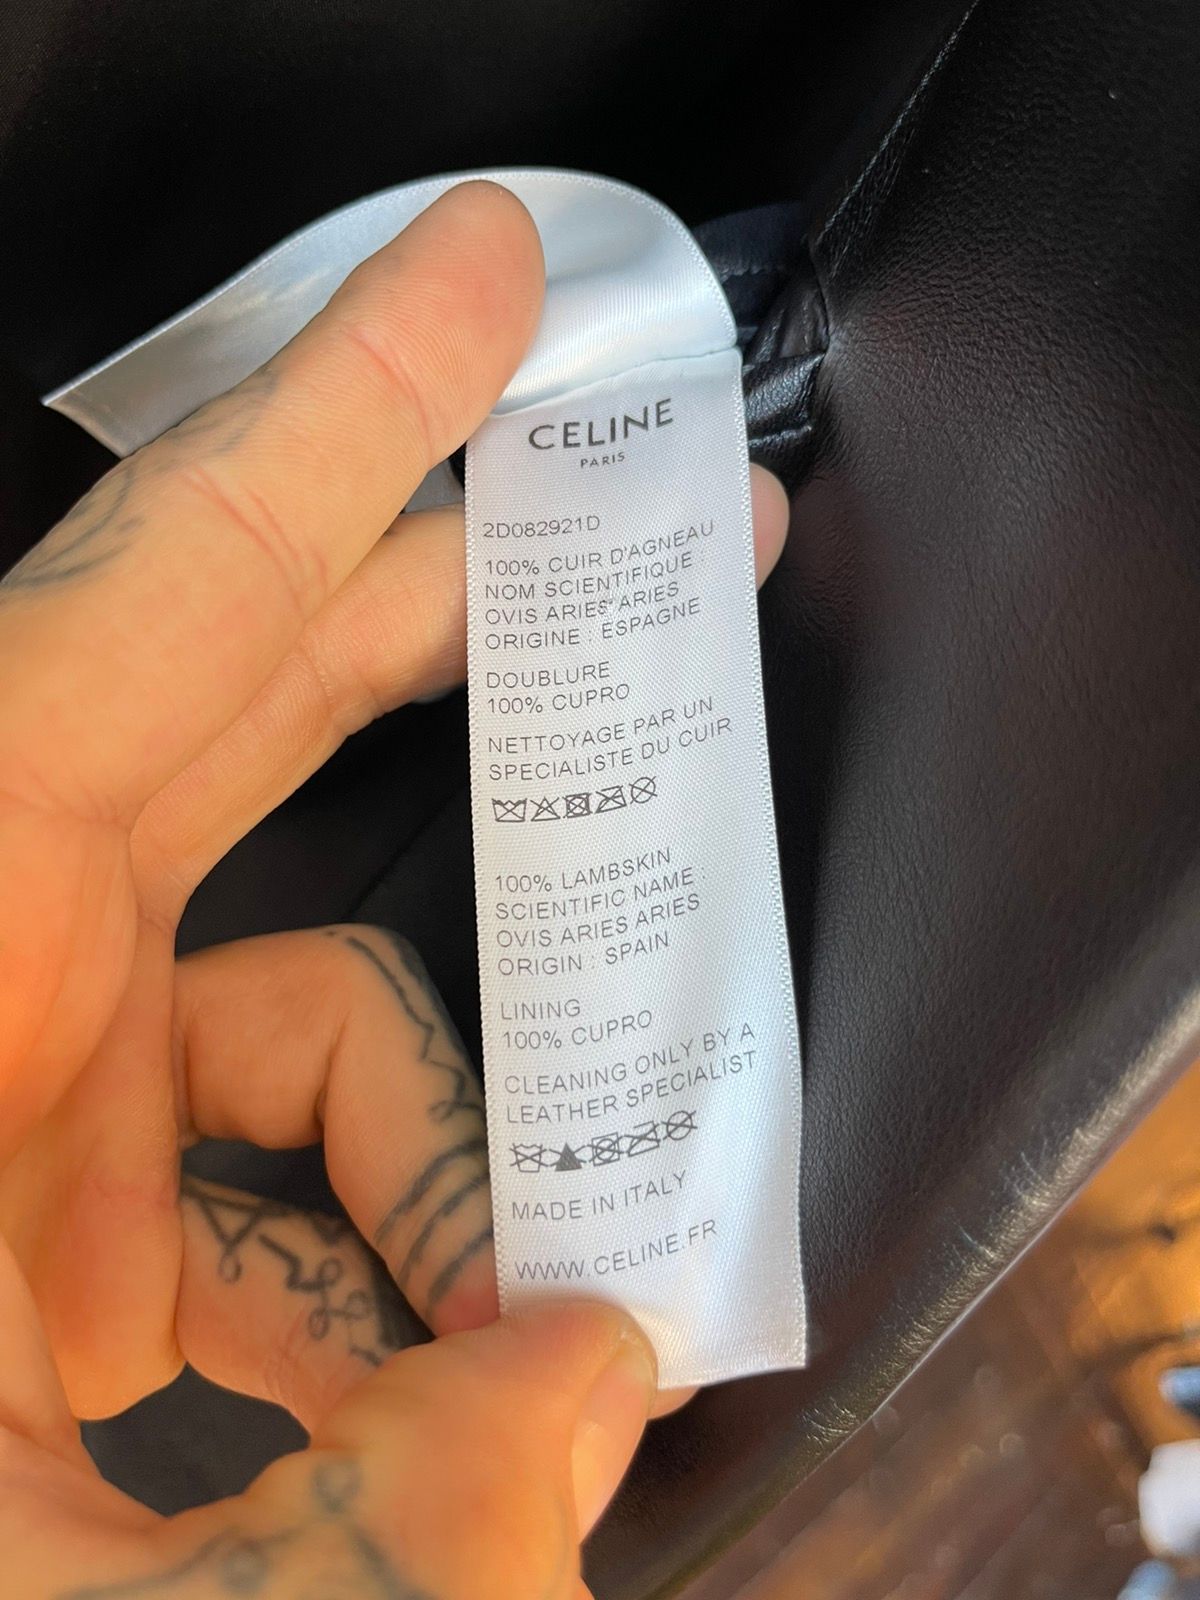 CELINE
PARIS
2D082921D
100% CUIR D'AGNEAU
NOM SCIENTIFIQUE :
OVIS ARIES ARIES
ORIGINE : ESPAGNE
DOUBLURE
100% CUPRO
NETTOYAGE PAR UN
SPECIALISTE DU CUIR
100% LAMBSKIN
SCIENTIFIC NAME :
OVIS ARIES ARIES
ORIGIN : SPAIN
LINING
100% CUPRO
CLEANING ONLY BY A
LEATHER SPECIALIST
MADE IN ITALY
WWW.CELINE.FR